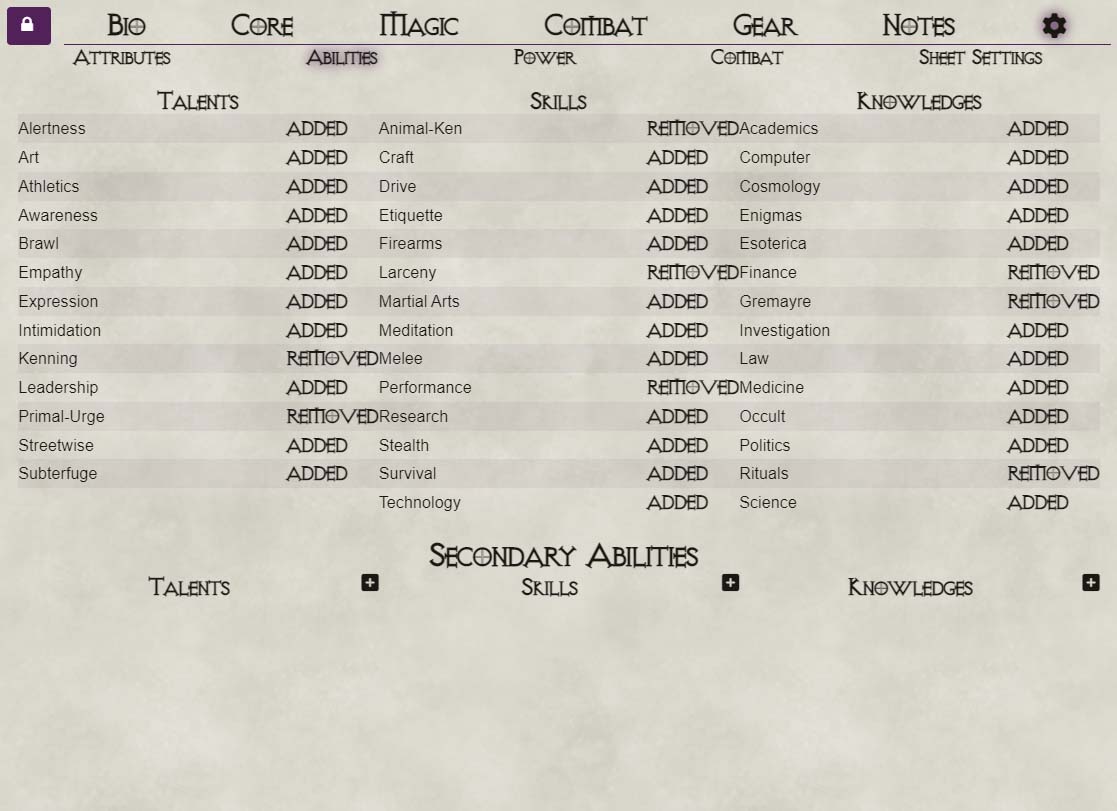 Bio Core Magic Combat Gear Notes
Attributes Abilities Power Combat Sheet Settings
Talents Skills Knowledges
Alertness ADDED Animal-Ken REMOVED Academics ADDED
Art ADDED Craft ADDED Computer ADDED
Athletics ADDED Drive ADDED Cosmology ADDED
Awareness ADDED Etiquette ADDED Enigmas ADDED
Brawl ADDED Firearms ADDED Esoterica ADDED
Empathy ADDED Larceny REMOVED Finance REMOVED
Expression ADDED Martial Arts ADDED Gremayre REMOVED
Intimidation ADDED Meditation ADDED Investigation ADDED
Kenning REMOVED Melee ADDED Law ADDED
Leadership ADDED Performance REMOVED Medicine ADDED
Primal-Urge REMOVED Research ADDED Occult ADDED
Streetwise ADDED Stealth ADDED Politics ADDED
Subterfuge ADDED Survival ADDED Rituals REMOVED
Technology ADDED Science ADDED
Secondary Abilities
Talents Skills Knowledges